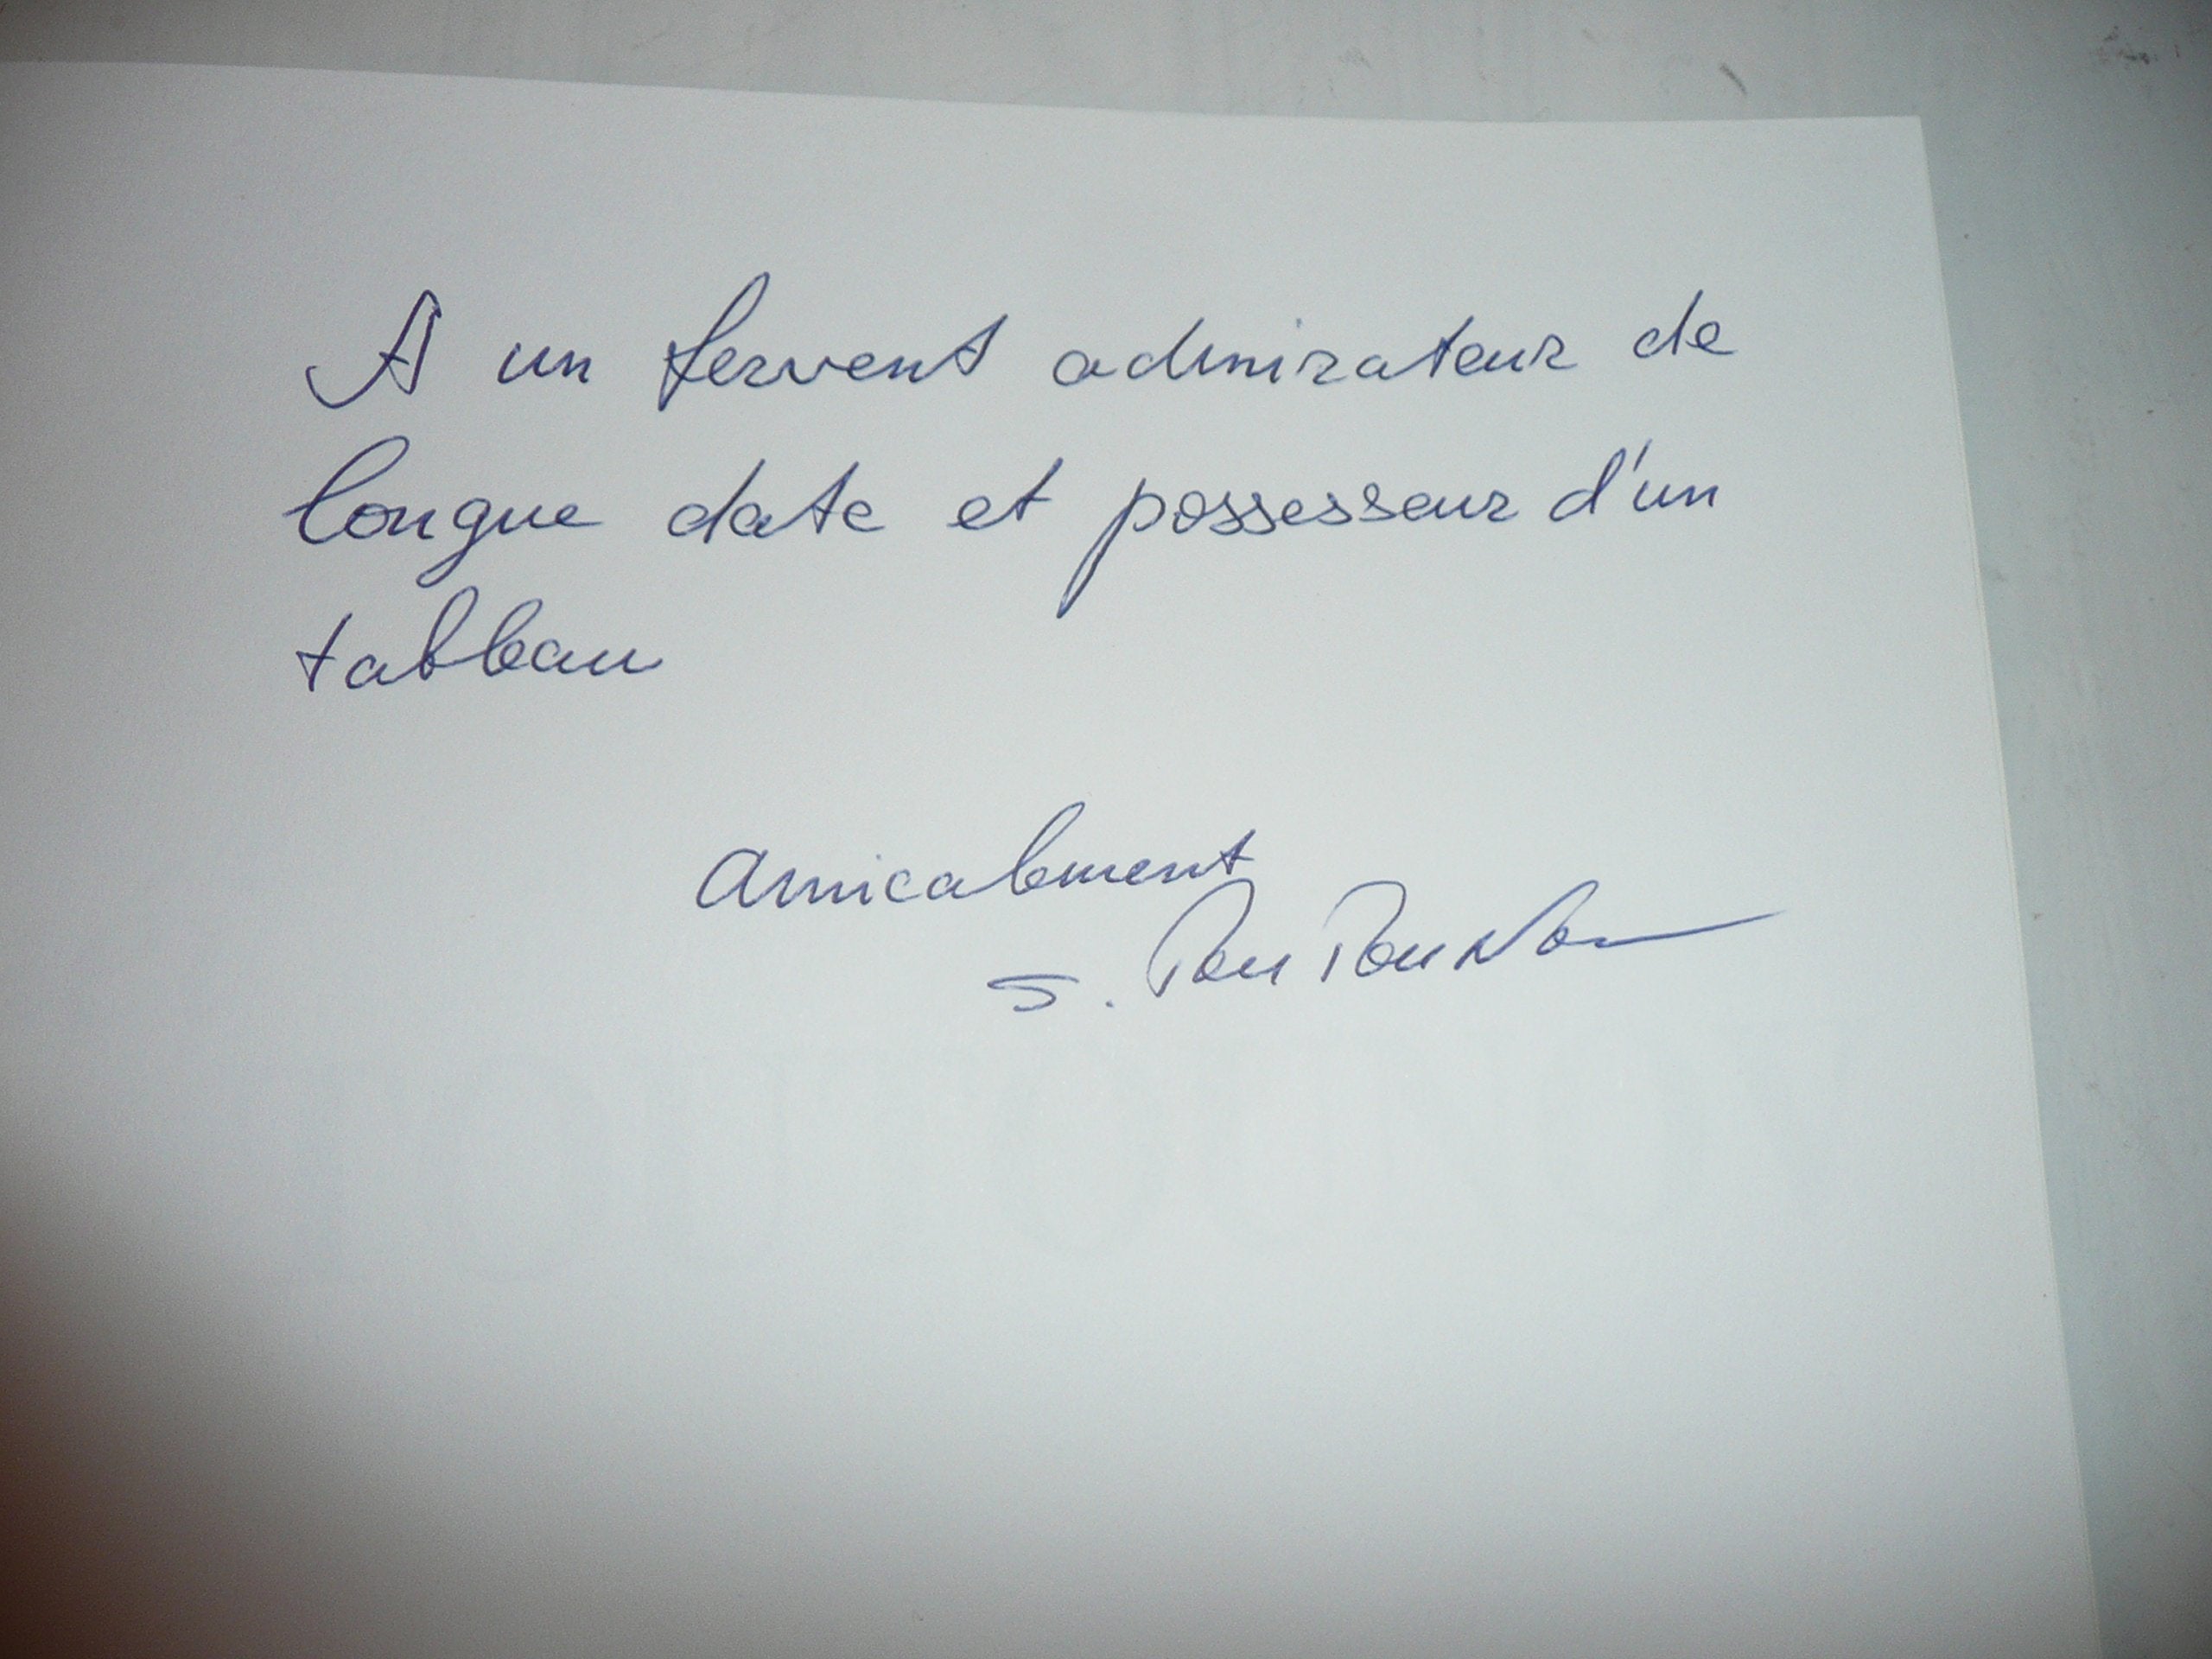 A un fervent admirateur de
longue date et possesseur d'un
tableau
Amicalement
S.